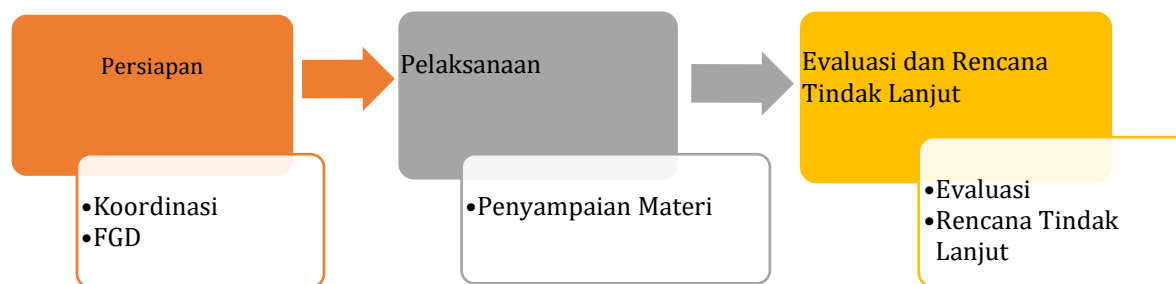 Persiapan
•Koordinasi
•FGD
Pelaksanaan
•Penyampaian Materi
Evaluasi dan Rencana
Tindak Lanjut
•Evaluasi
•Rencana Tindak
Lanjut